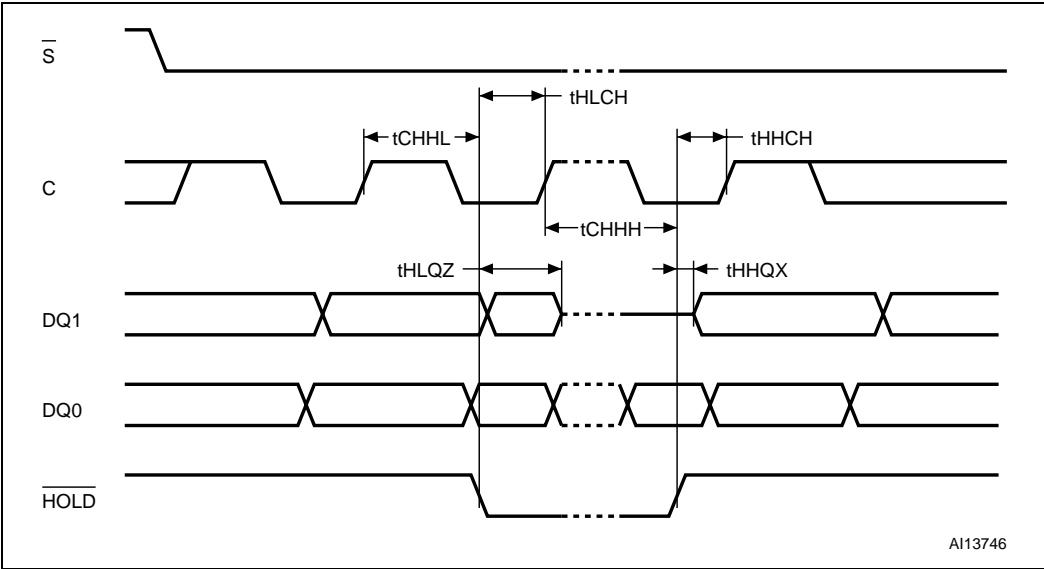 S
tHLCH
tCHHL
tHHCH
C
tCHHH
tHLQZ
tHHQX
DQ1
DQ0
HOLD
AI13746